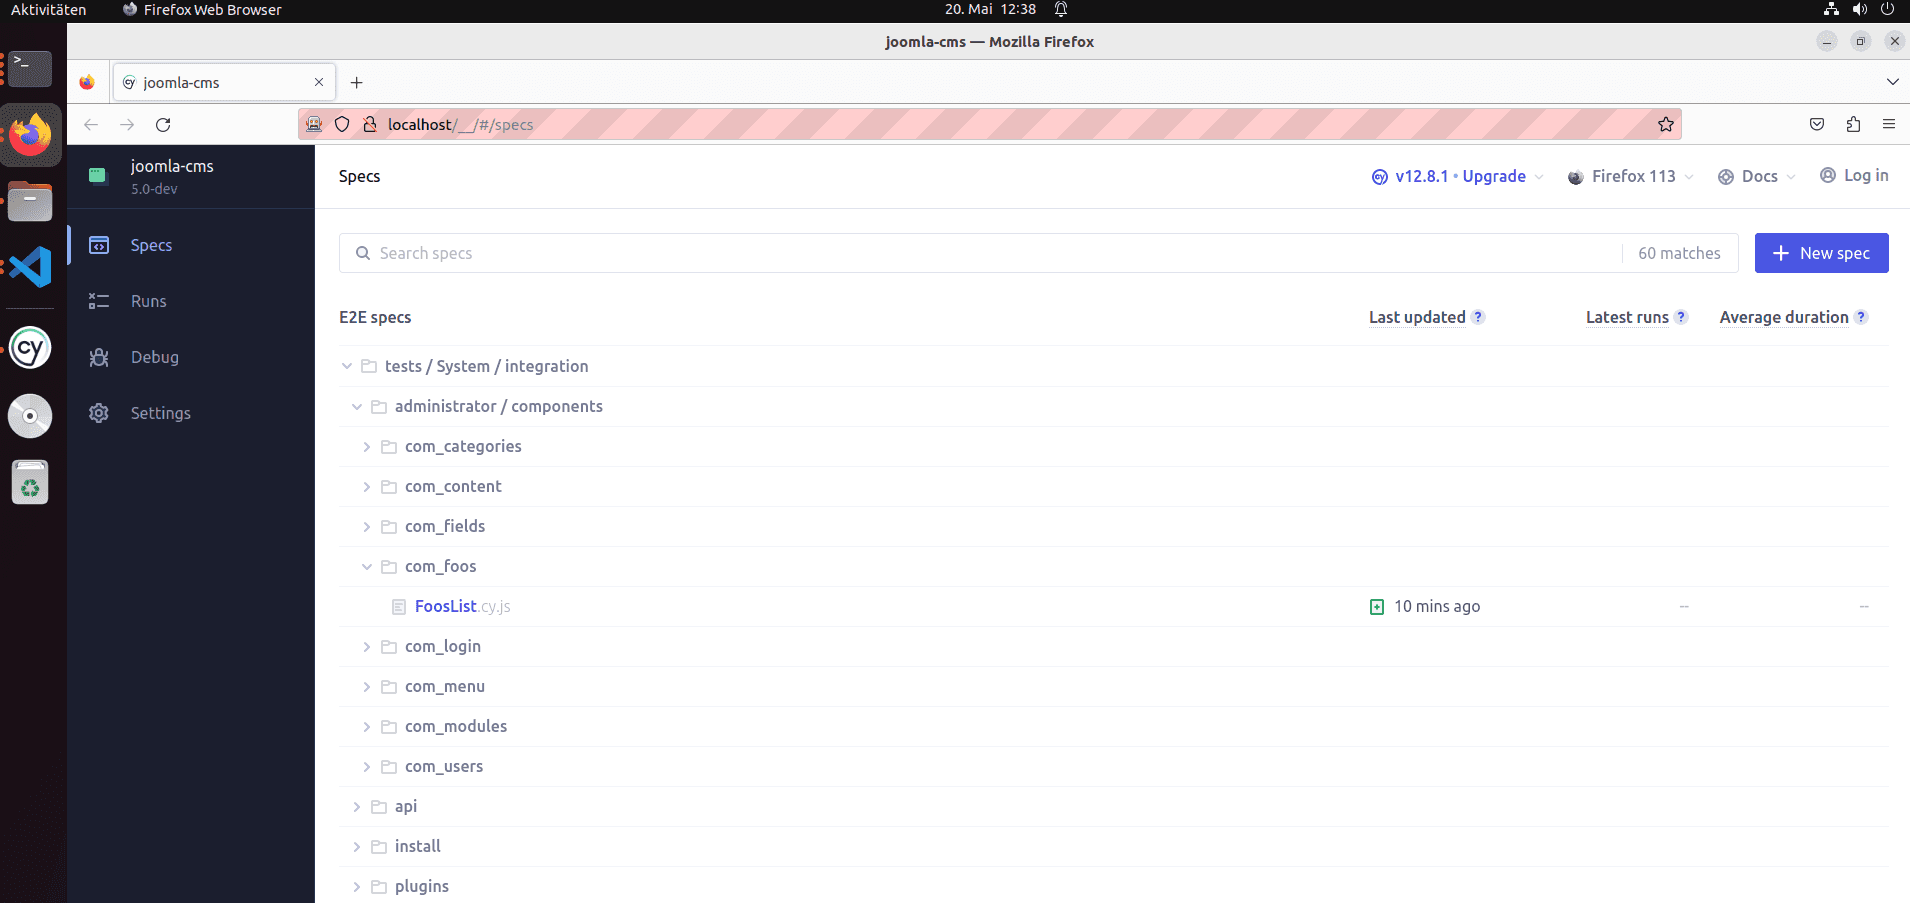 Aktivitäten Firefox Web Browser 20. Mai 12:38
joomla-cms — Mozilla Firefox
joomla-cms
localhost/__/#/specs
joomla-cms
5.0-dev
Specs
Runs
Debug
Settings
Specs v12.8.1 • Upgrade Firefox 113 Docs Log in
Search specs 60 matches New spec
E2E specs Last updated ? Latest runs ? Average duration ?
tests / System / integration
administrator / components
com_categories
com_content
com_fields
com_foos
FoosList.cy.js 10 mins ago -- --
com_login
com_menu
com_modules
com_users
api
install
plugins